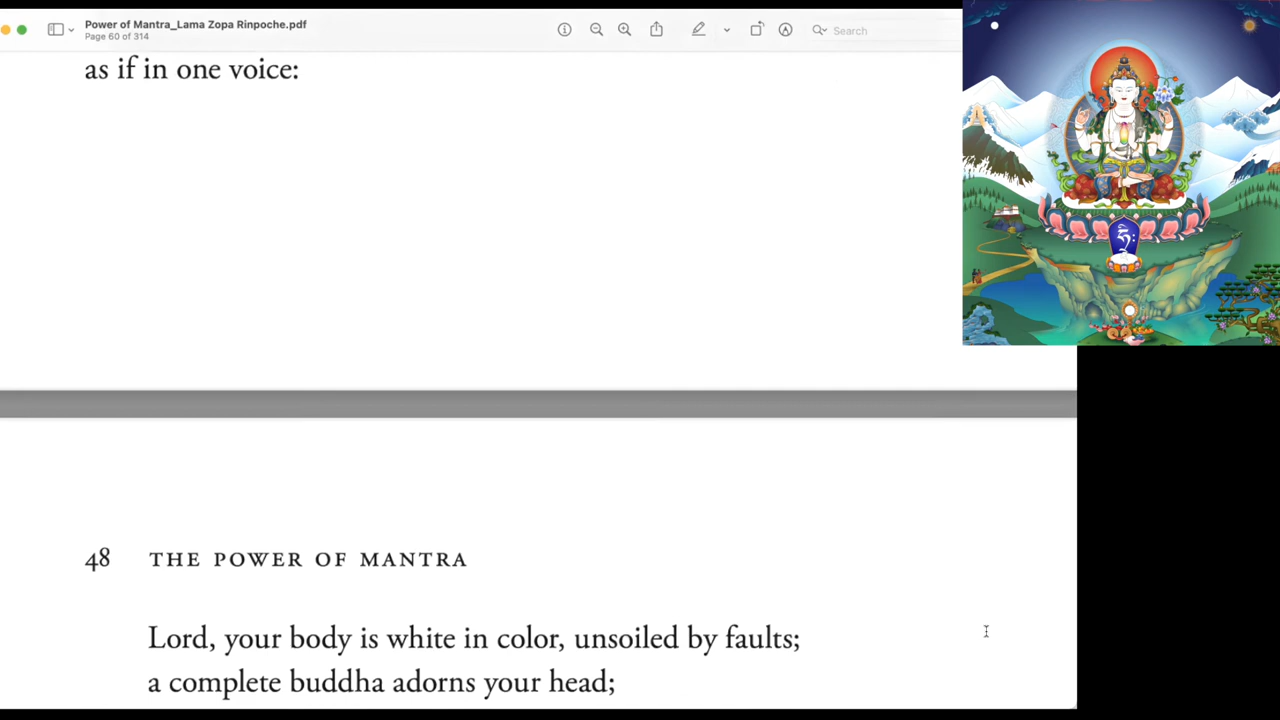 Power of Mantra_Lama Zopa Rinpoche.pdf
Page 60 of 314
Search
as if in one voice:
48 THE POWER OF MANTRA
Lord, your body is white in color, unsoiled by faults;
a complete buddha adorns your head;
ཧྲཱི༔